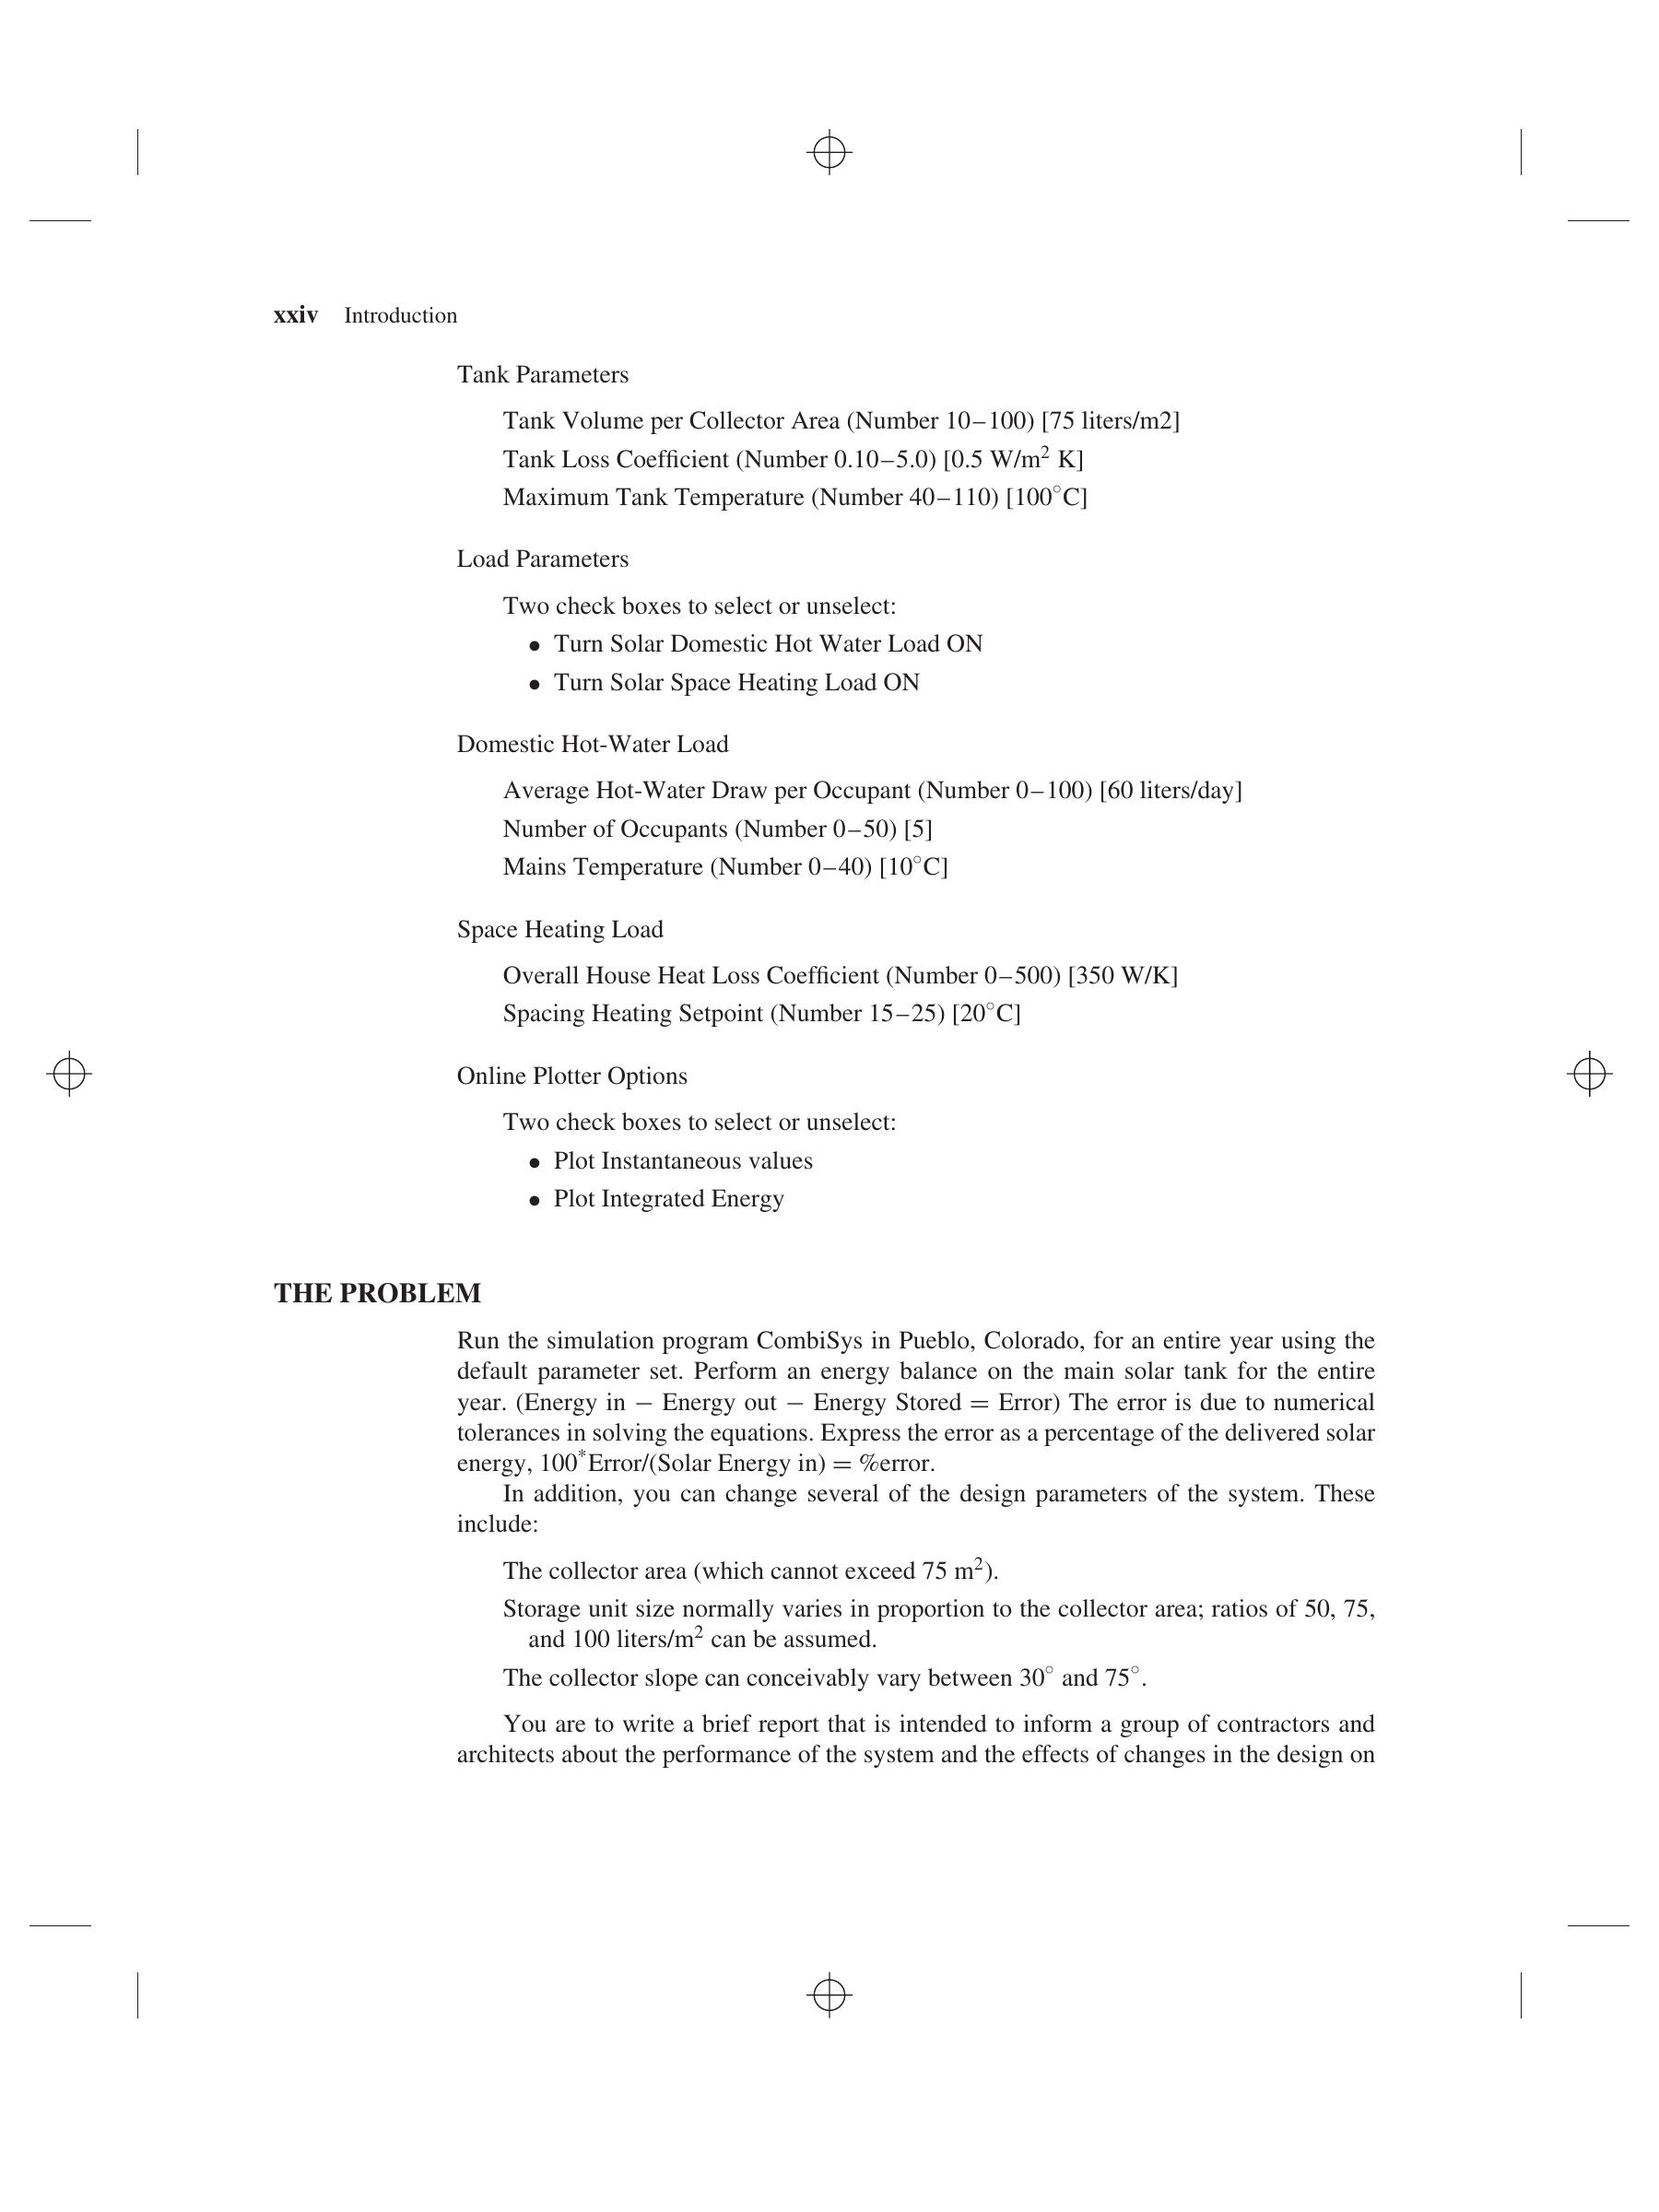 xxiv Introduction
Tank Parameters
Tank Volume per Collector Area (Number 10–100) [75 liters/m2]
Tank Loss Coefficient (Number 0.10–5.0) [0.5 W/m² K]
Maximum Tank Temperature (Number 40–110) [100°C]
Load Parameters
Two check boxes to select or unselect:
• Turn Solar Domestic Hot Water Load ON
• Turn Solar Space Heating Load ON
Domestic Hot-Water Load
Average Hot-Water Draw per Occupant (Number 0–100) [60 liters/day]
Number of Occupants (Number 0–50) [5]
Mains Temperature (Number 0–40) [10°C]
Space Heating Load
Overall House Heat Loss Coefficient (Number 0–500) [350 W/K]
Spacing Heating Setpoint (Number 15–25) [20°C]
Online Plotter Options
Two check boxes to select or unselect:
• Plot Instantaneous values
• Plot Integrated Energy
THE PROBLEM
Run the simulation program CombiSys in Pueblo, Colorado, for an entire year using the
default parameter set. Perform an energy balance on the main solar tank for the entire
year. (Energy in − Energy out − Energy Stored = Error) The error is due to numerical
tolerances in solving the equations. Express the error as a percentage of the delivered solar
energy, 100*Error/(Solar Energy in) = %error.
In addition, you can change several of the design parameters of the system. These
include:
The collector area (which cannot exceed 75 m²).
Storage unit size normally varies in proportion to the collector area; ratios of 50, 75,
and 100 liters/m² can be assumed.
The collector slope can conceivably vary between 30° and 75°.
You are to write a brief report that is intended to inform a group of contractors and
architects about the performance of the system and the effects of changes in the design on